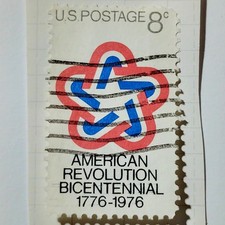 U.S. POSTAGE 8c
AMERICAN
REVOLUTION
BICENTENNIAL
1776-1976